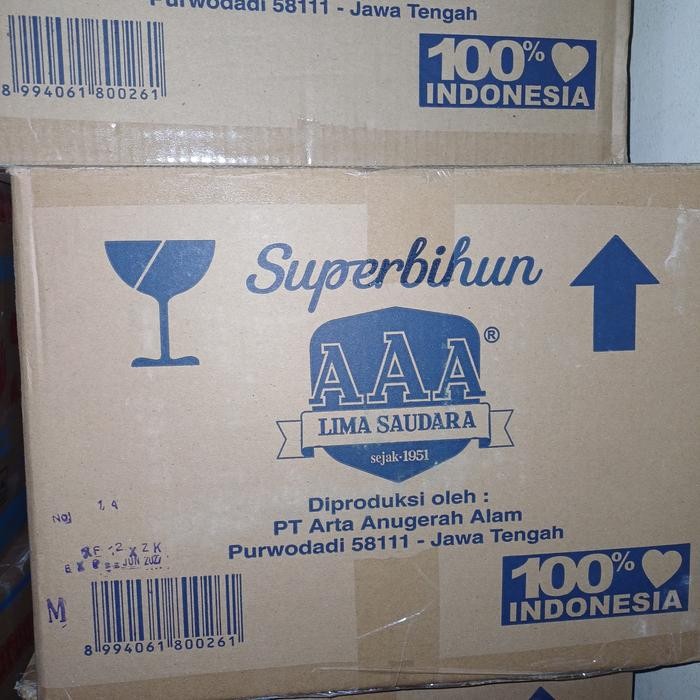 Purwodadi 58111 - Jawa Tengah
8 994061 800261
100%
INDONESIA
Superbihun
AAA®
LIMA SAUDARA
sejak-1951
Diproduksi oleh :
PT Arta Anugerah Alam
Purwodadi 58111 - Jawa Tengah
M
8 994061 800261
100%
INDONESIA